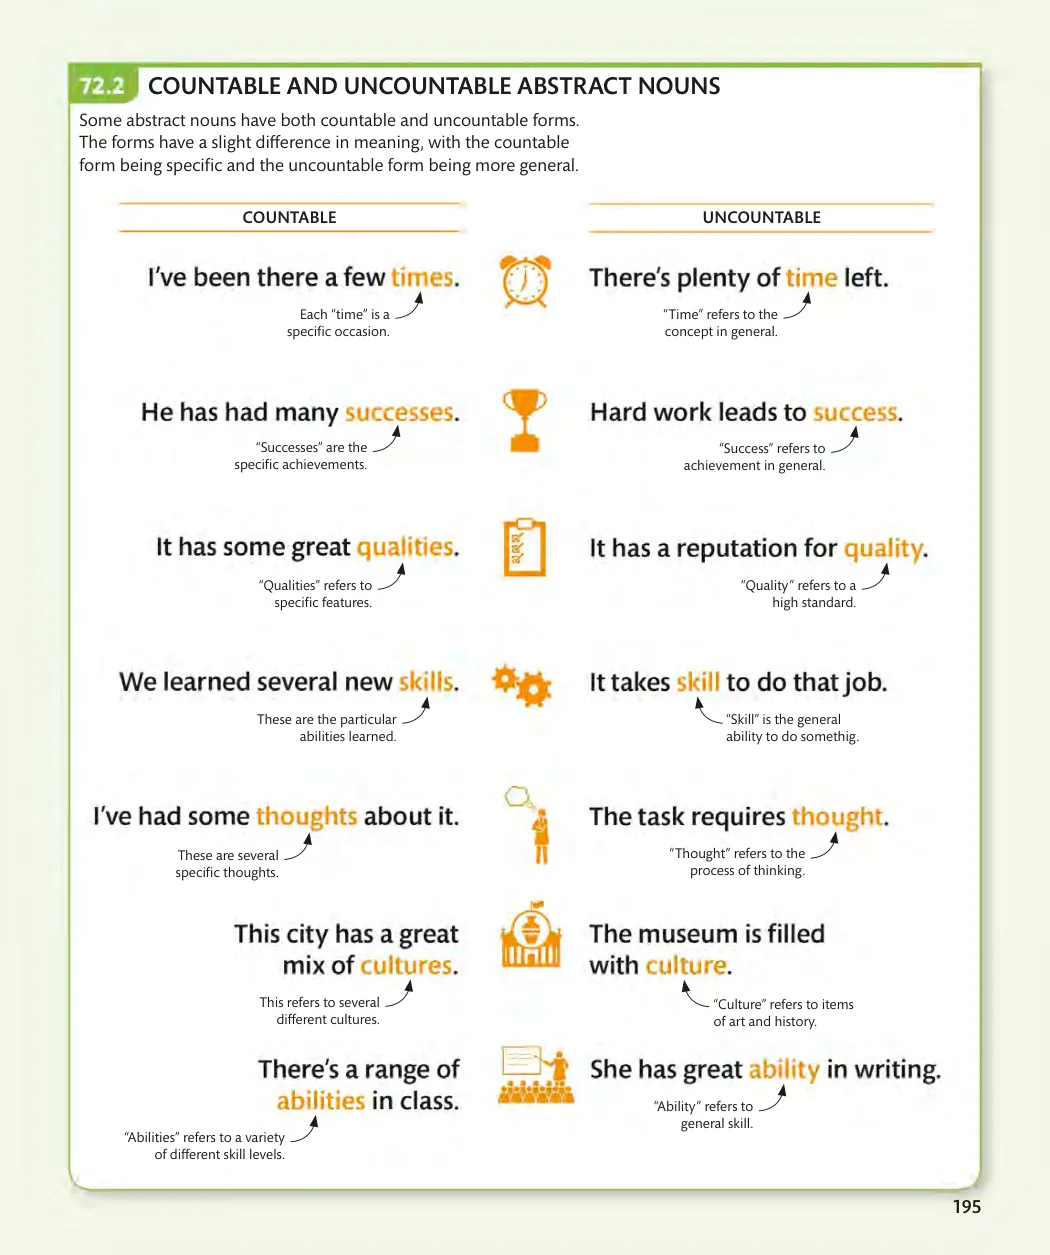 72.2 COUNTABLE AND UNCOUNTABLE ABSTRACT NOUNS
Some abstract nouns have both countable and uncountable forms.
The forms have a slight difference in meaning, with the countable
form being specific and the uncountable form being more general.
COUNTABLE
UNCOUNTABLE
I've been there a few times.
Each “time” is a
specific occasion.
There's plenty of time left.
“Time” refers to the
concept in general.
He has had many successes.
“Successes” are the
specific achievements.
Hard work leads to success.
“Success” refers to
achievement in general.
It has some great qualities.
“Qualities” refers to
specific features.
It has a reputation for quality.
“Quality” refers to a
high standard.
We learned several new skills.
These are the particular
abilities learned.
It takes skill to do that job.
“Skill” is the general
ability to do somethig.
I've had some thoughts about it.
These are several
specific thoughts.
The task requires thought.
“Thought” refers to the
process of thinking.
This city has a great
mix of cultures.
This refers to several
different cultures.
The museum is filled
with culture.
“Culture” refers to items
of art and history.
There's a range of
abilities in class.
“Abilities” refers to a variety
of different skill levels.
She has great ability in writing.
“Ability” refers to
general skill.
195